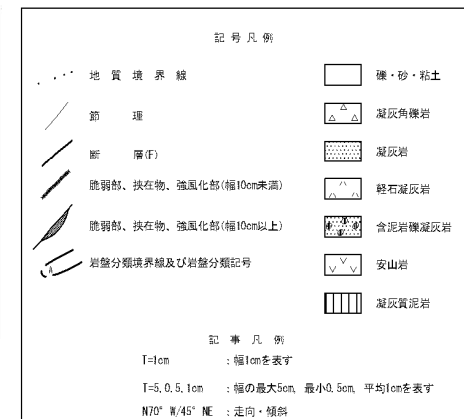 記号凡例
地質境界線
節理
断層(F)
脆弱部、挟在物、強風化部(幅10cm未満)
脆弱部、挟在物、強風化部(幅10cm以上)
A 岩盤分類境界線及び岩盤分類記号
礫・砂・粘土
凝灰角礫岩
凝灰岩
軽石凝灰岩
含泥岩礫凝灰岩
安山岩
凝灰質泥岩
記事凡例
T=1cm :幅1cmを表す
T=5,0.5,1cm :幅の最大5cm, 最小0.5cm, 平均1cmを表す
N70° W/45° NE :走向・傾斜